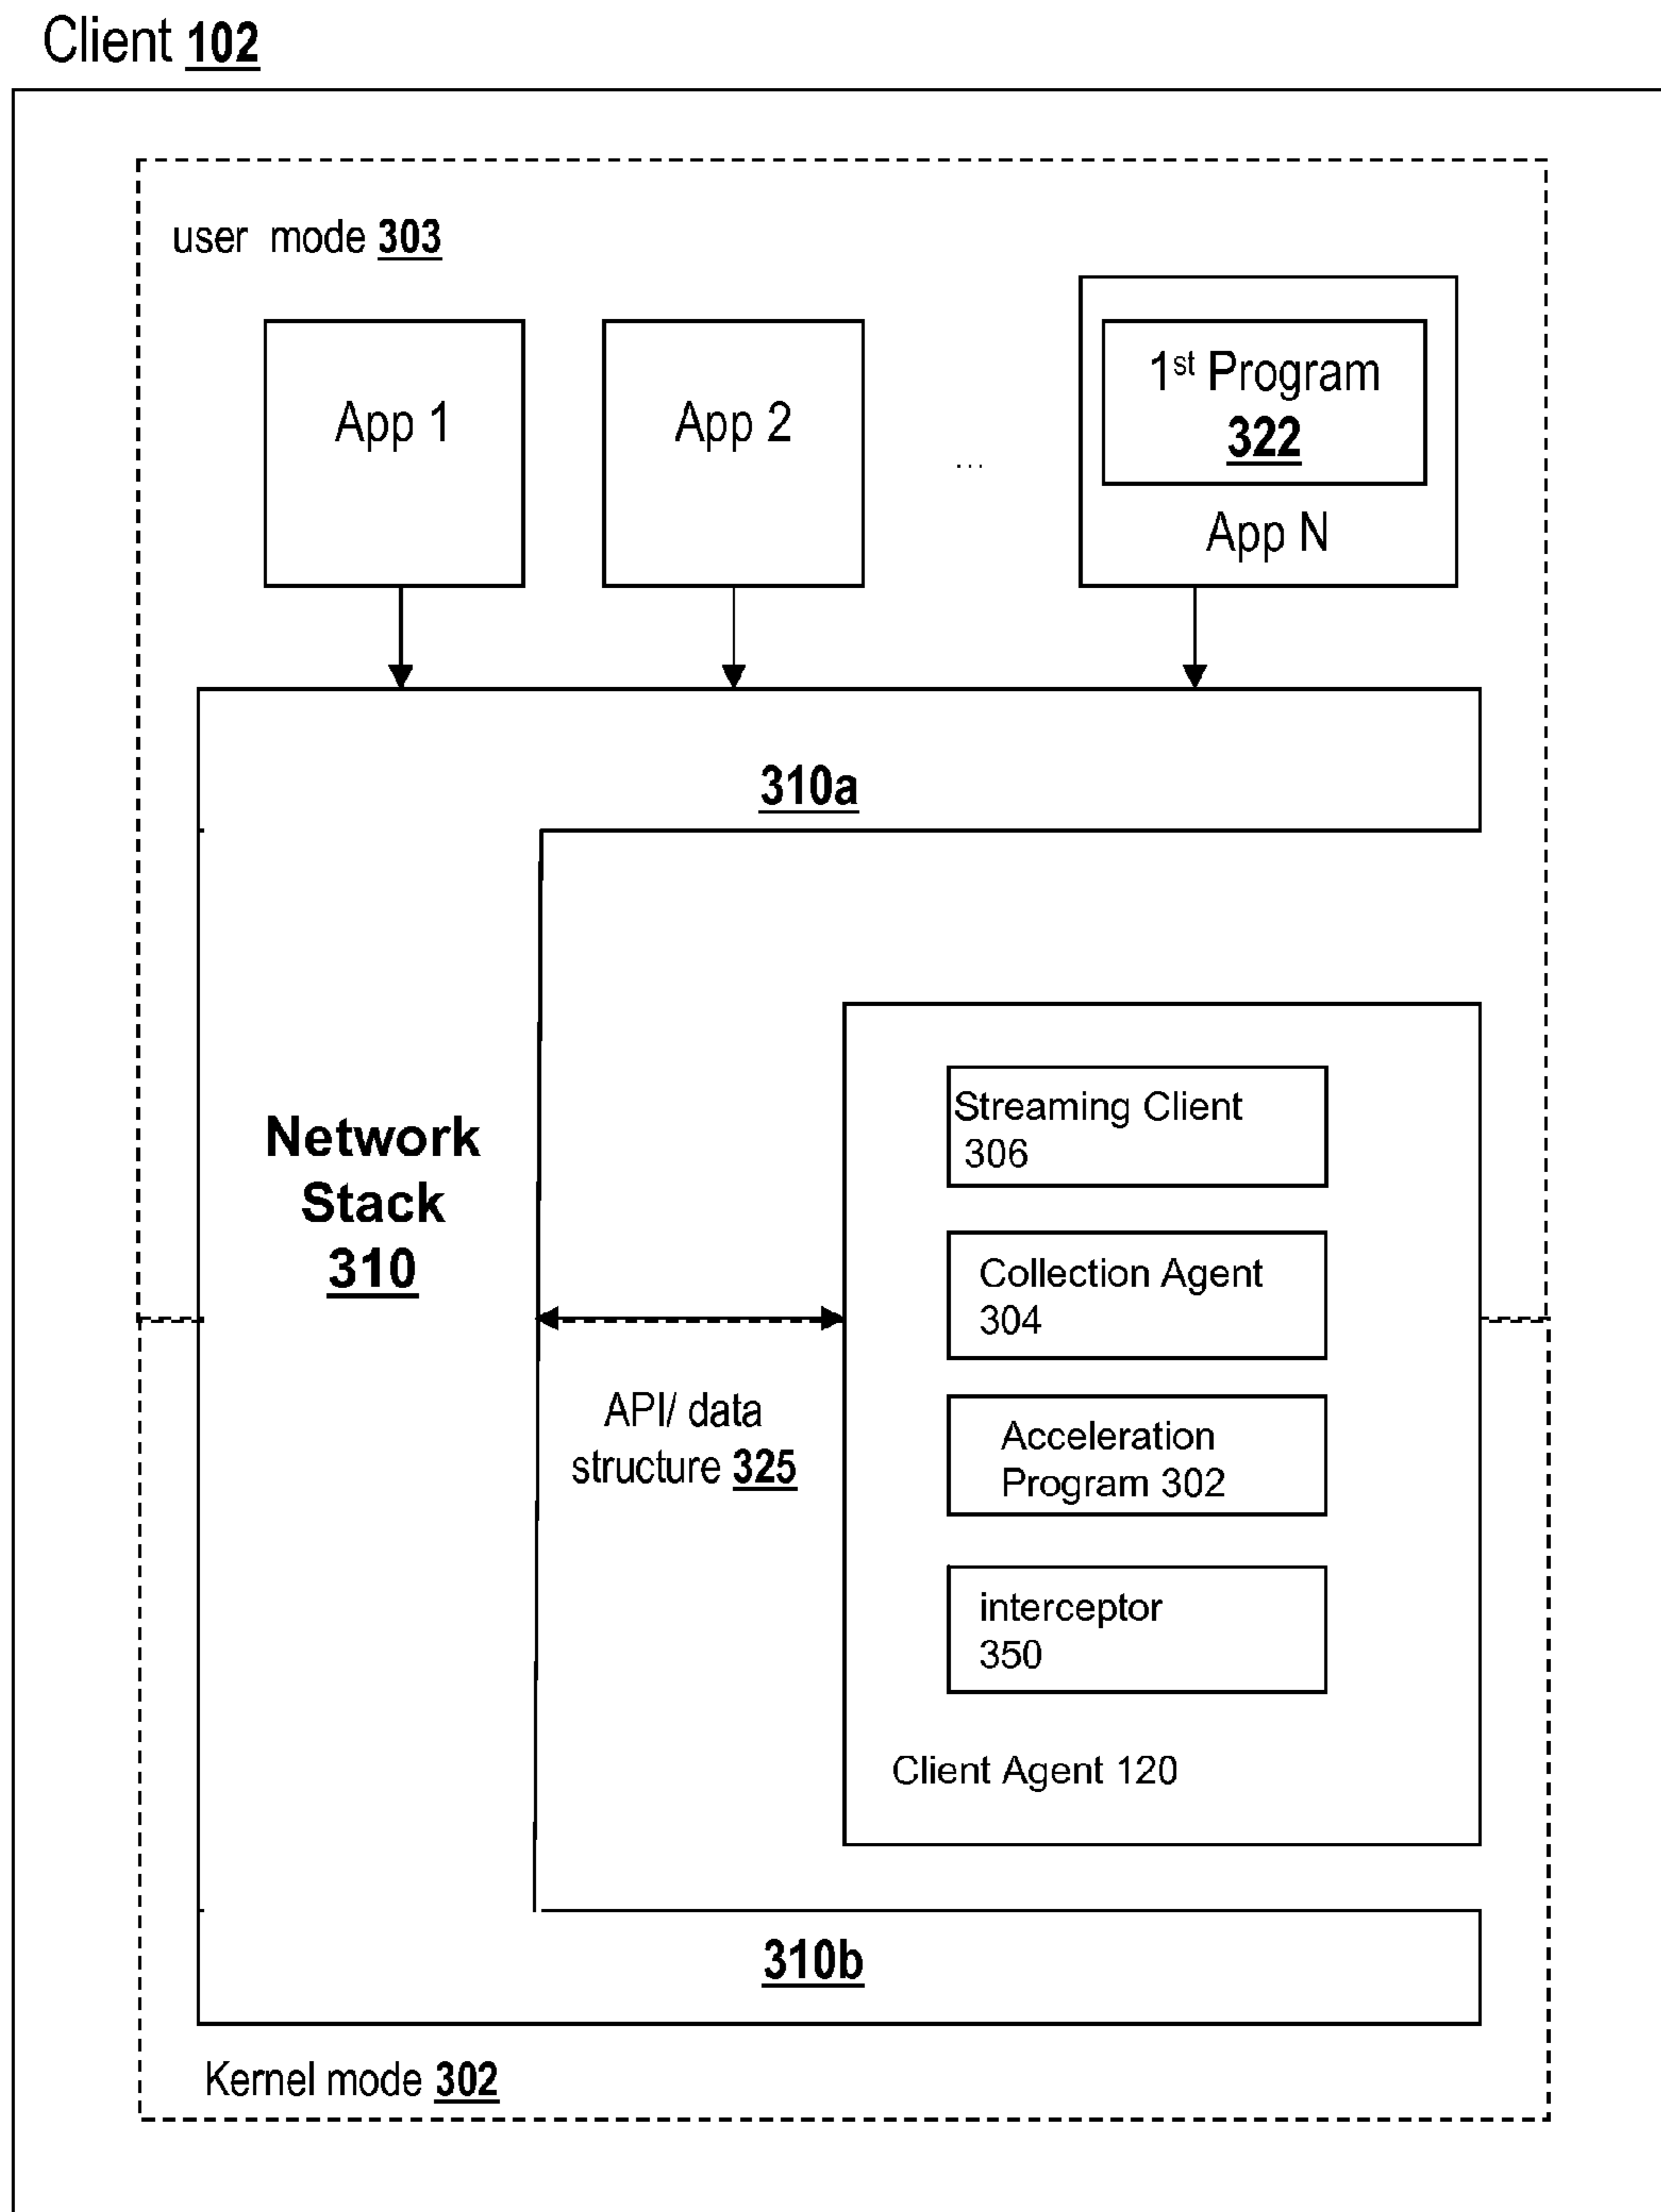 Client 102
user mode 303
App 1
App 2
...
1st Program
322
App N
310a
Network
Stack
310
Streaming Client
306
Collection Agent
304
API/ data
structure 325
Acceleration
Program 302
interceptor
350
Client Agent 120
310b
Kernel mode 302